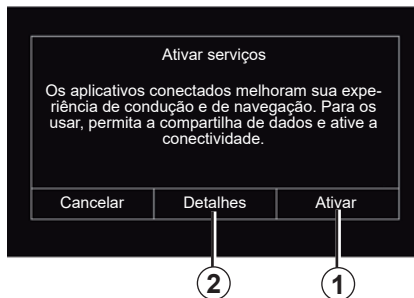 Ativar serviços
Os aplicativos conectados melhoram sua expe-
riência de condução e de navegação. Para os
usar, permita a compartilha de dados e ative a
conectividade.
Cancelar Detalhes Ativar
2 1